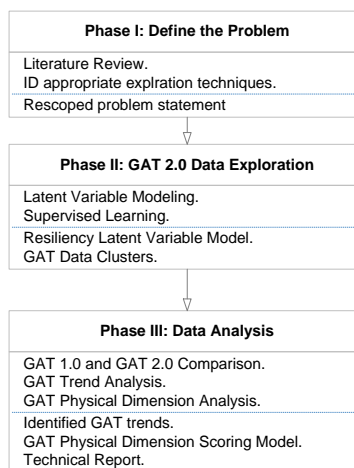 Phase I: Define the Problem
Literature Review.
ID appropriate explration techniques.
Rescoped problem statement
Phase II: GAT 2.0 Data Exploration
Latent Variable Modeling.
Supervised Learning.
Resiliency Latent Variable Model.
GAT Data Clusters.
Phase III: Data Analysis
GAT 1.0 and GAT 2.0 Comparison.
GAT Trend Analysis.
GAT Physical Dimension Analysis.
Identified GAT trends.
GAT Physical Dimension Scoring Model.
Technical Report.